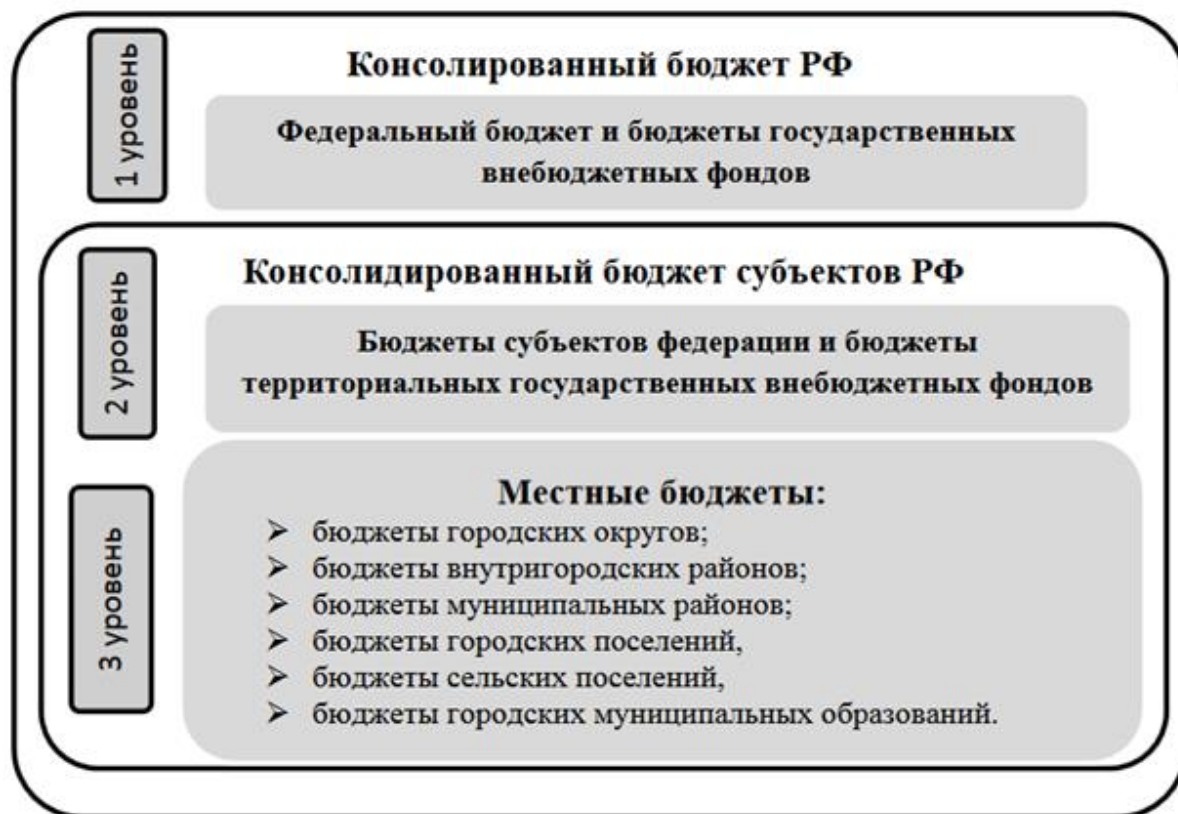 1 уровень
Консолированный бюджет РФ
Федеральный бюджет и бюджеты государственных
внебюджетных фондов
2 уровень
Консолидированный бюджет субъектов РФ
Бюджеты субъектов федерации и бюджеты
территориальных государственных внебюджетных фондов
3 уровень
Местные бюджеты:
➢ бюджеты городских округов;
➢ бюджеты внутригородских районов;
➢ бюджеты муниципальных районов;
➢ бюджеты городских поселений,
➢ бюджеты сельских поселений,
➢ бюджеты городских муниципальных образований.